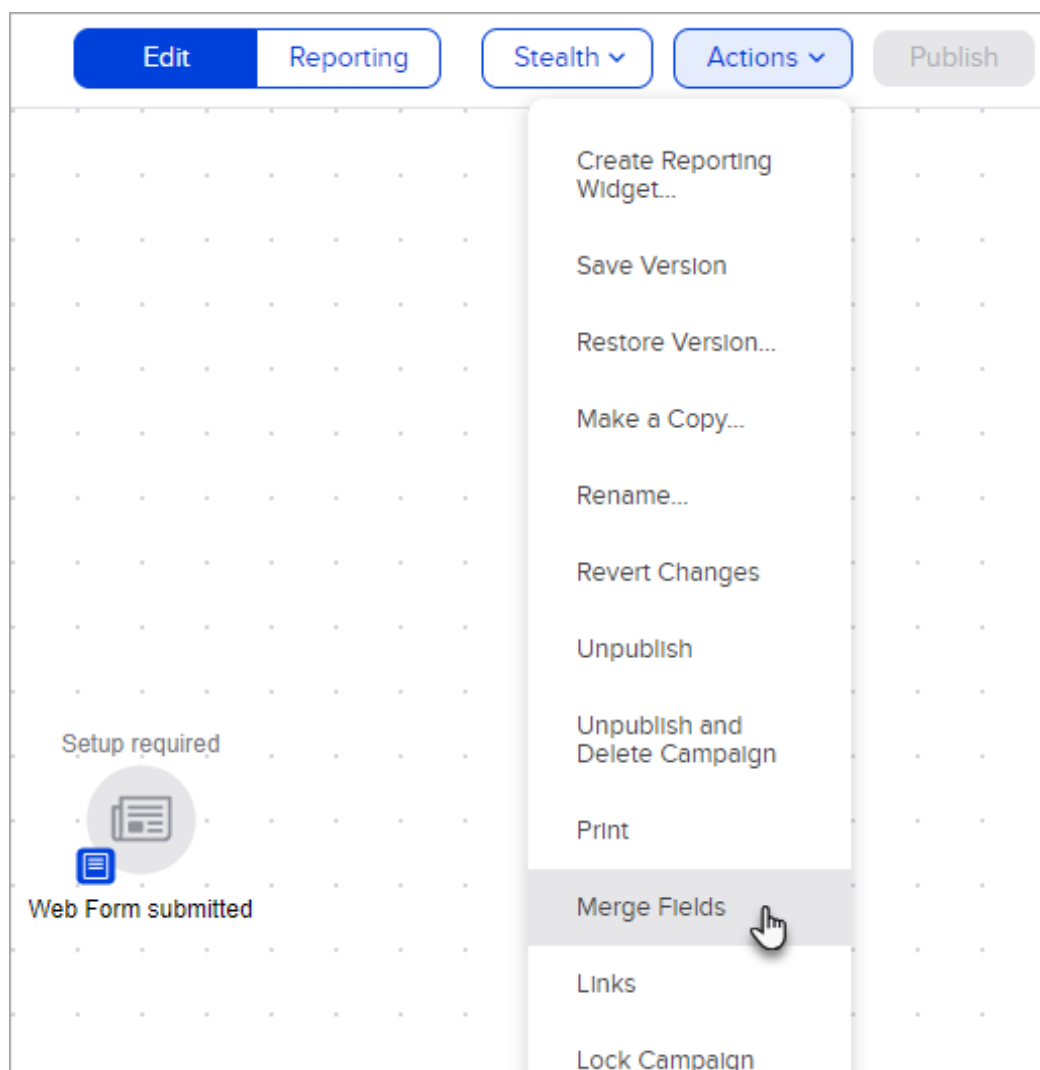 Edit Reporting Stealth Actions Publish
Create Reporting
Widget...
Save Version
Restore Version...
Make a Copy...
Rename...
Revert Changes
Unpublish
Unpublish and
Delete Campaign
Setup required
Print
Merge Fields
Web Form submitted
Links
Lock Campaign